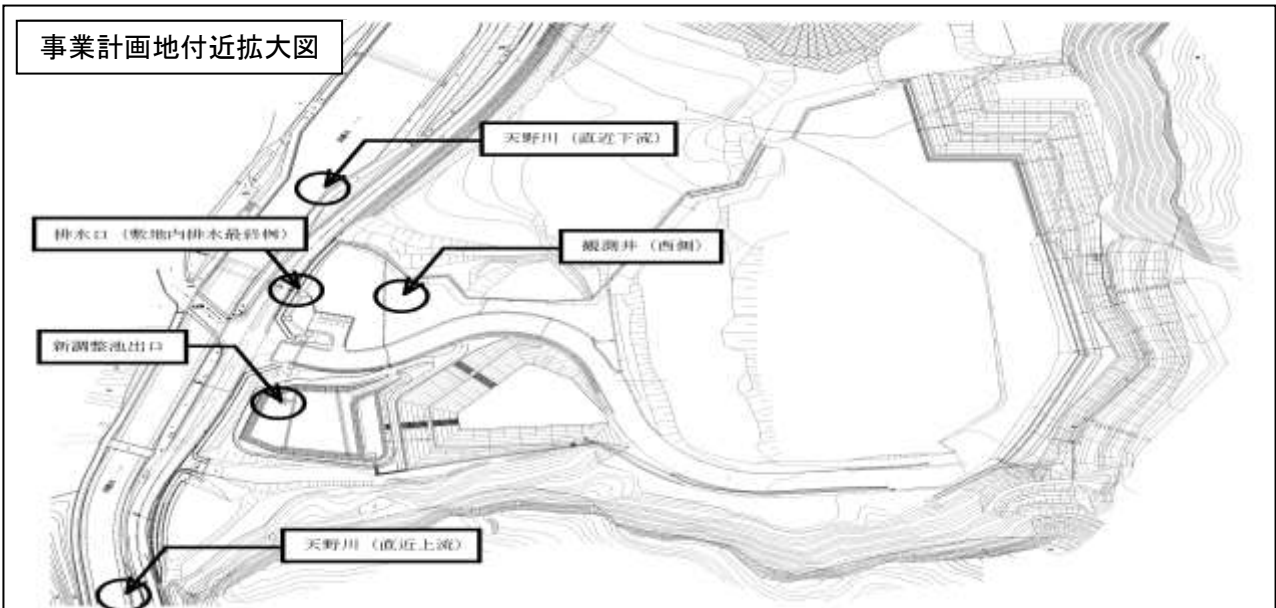 事業計画地付近拡大図
天野川（直近下流）
排水口（敷地内排水最終桝）
観測井（西側）
新調整池出口
天野川（直近上流）